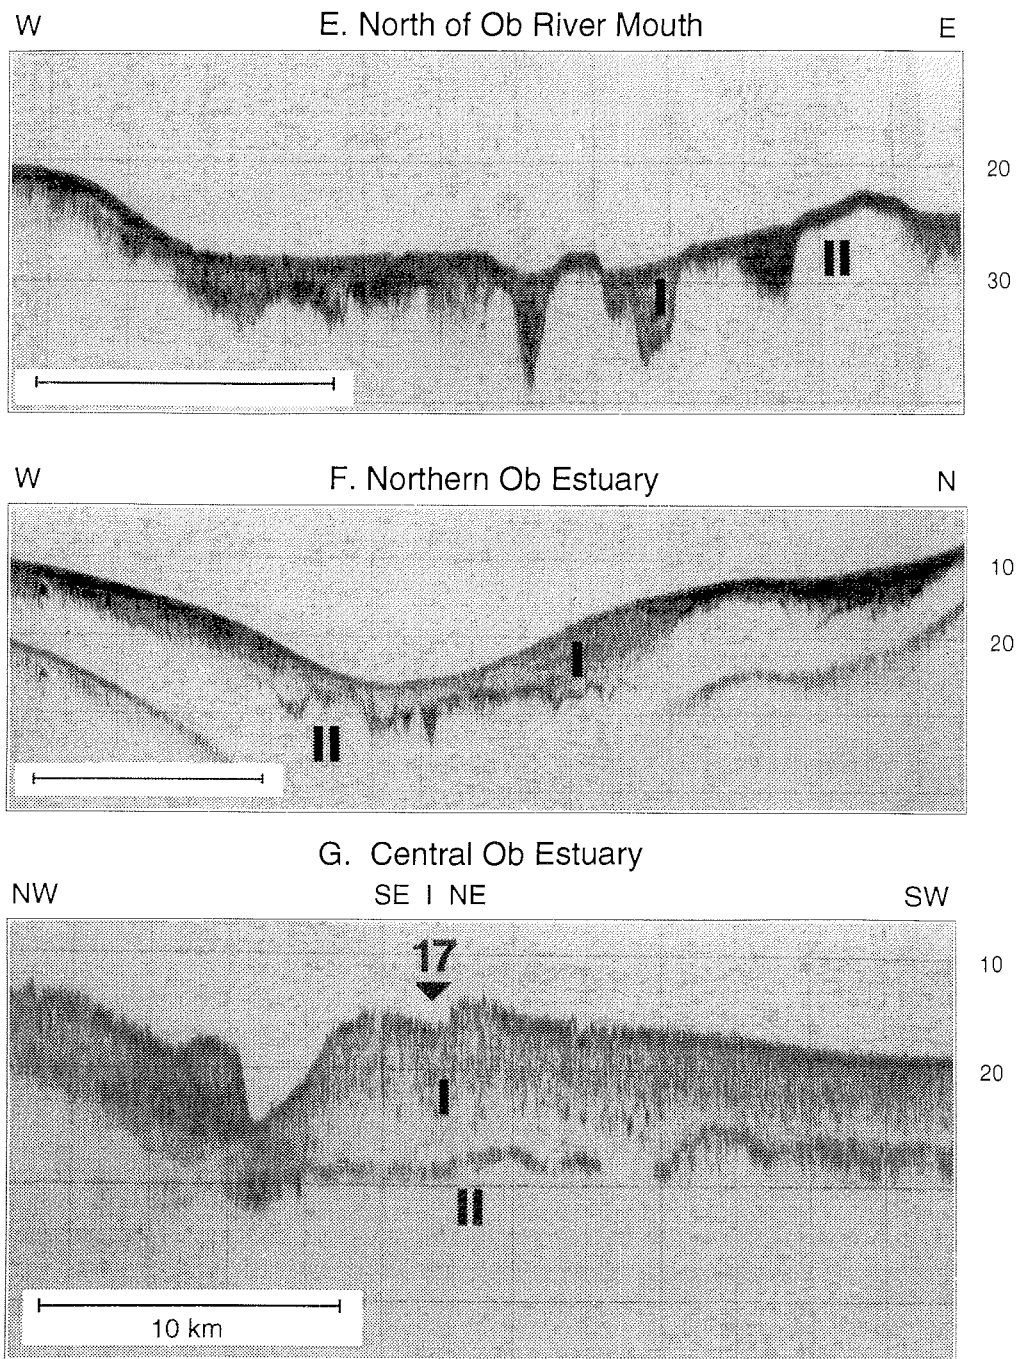 W E. North of Ob River Mouth E
20
II
I
30
W F. Northern Ob Estuary N
10
20
I
II
G. Central Ob Estuary
NW SE I NE SW
17
10
20
I
II
10 km